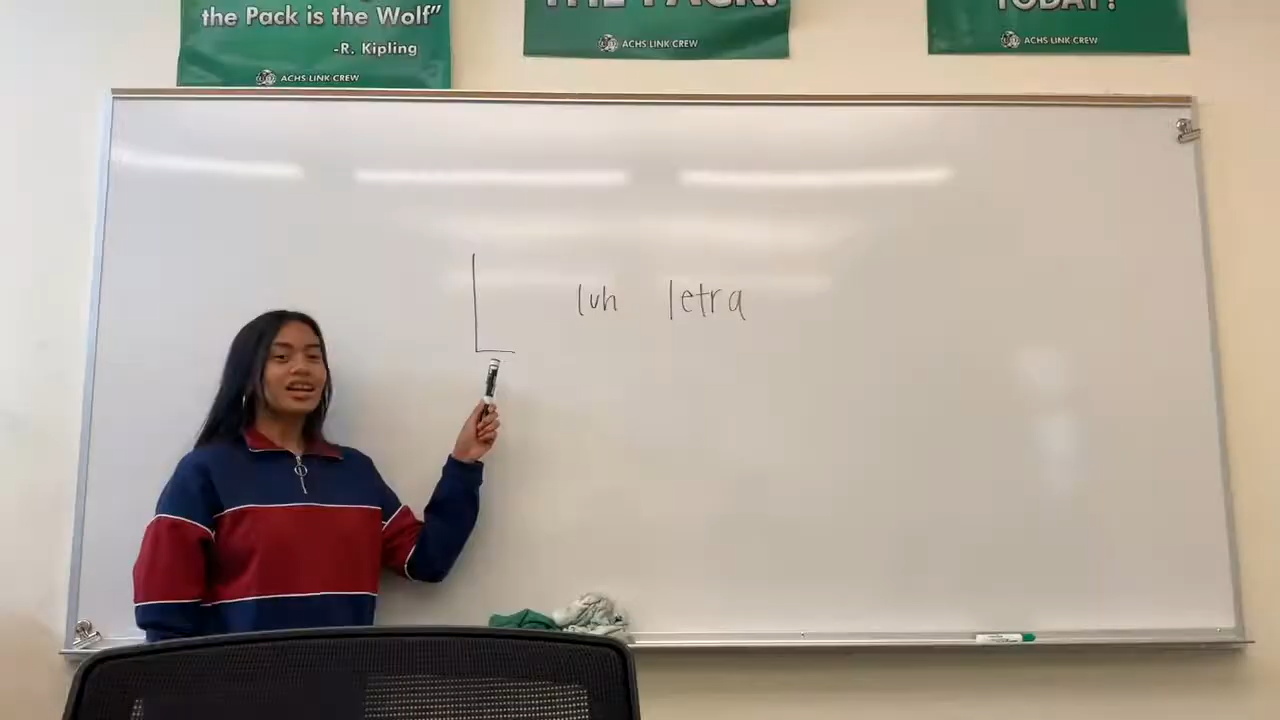 the Pack is the Wolf”
-R. Kipling
ACHS LINK CREW
THE PACK!
ACHS LINK CREW
TODAY!
ACHS LINK CREW
L luh letra